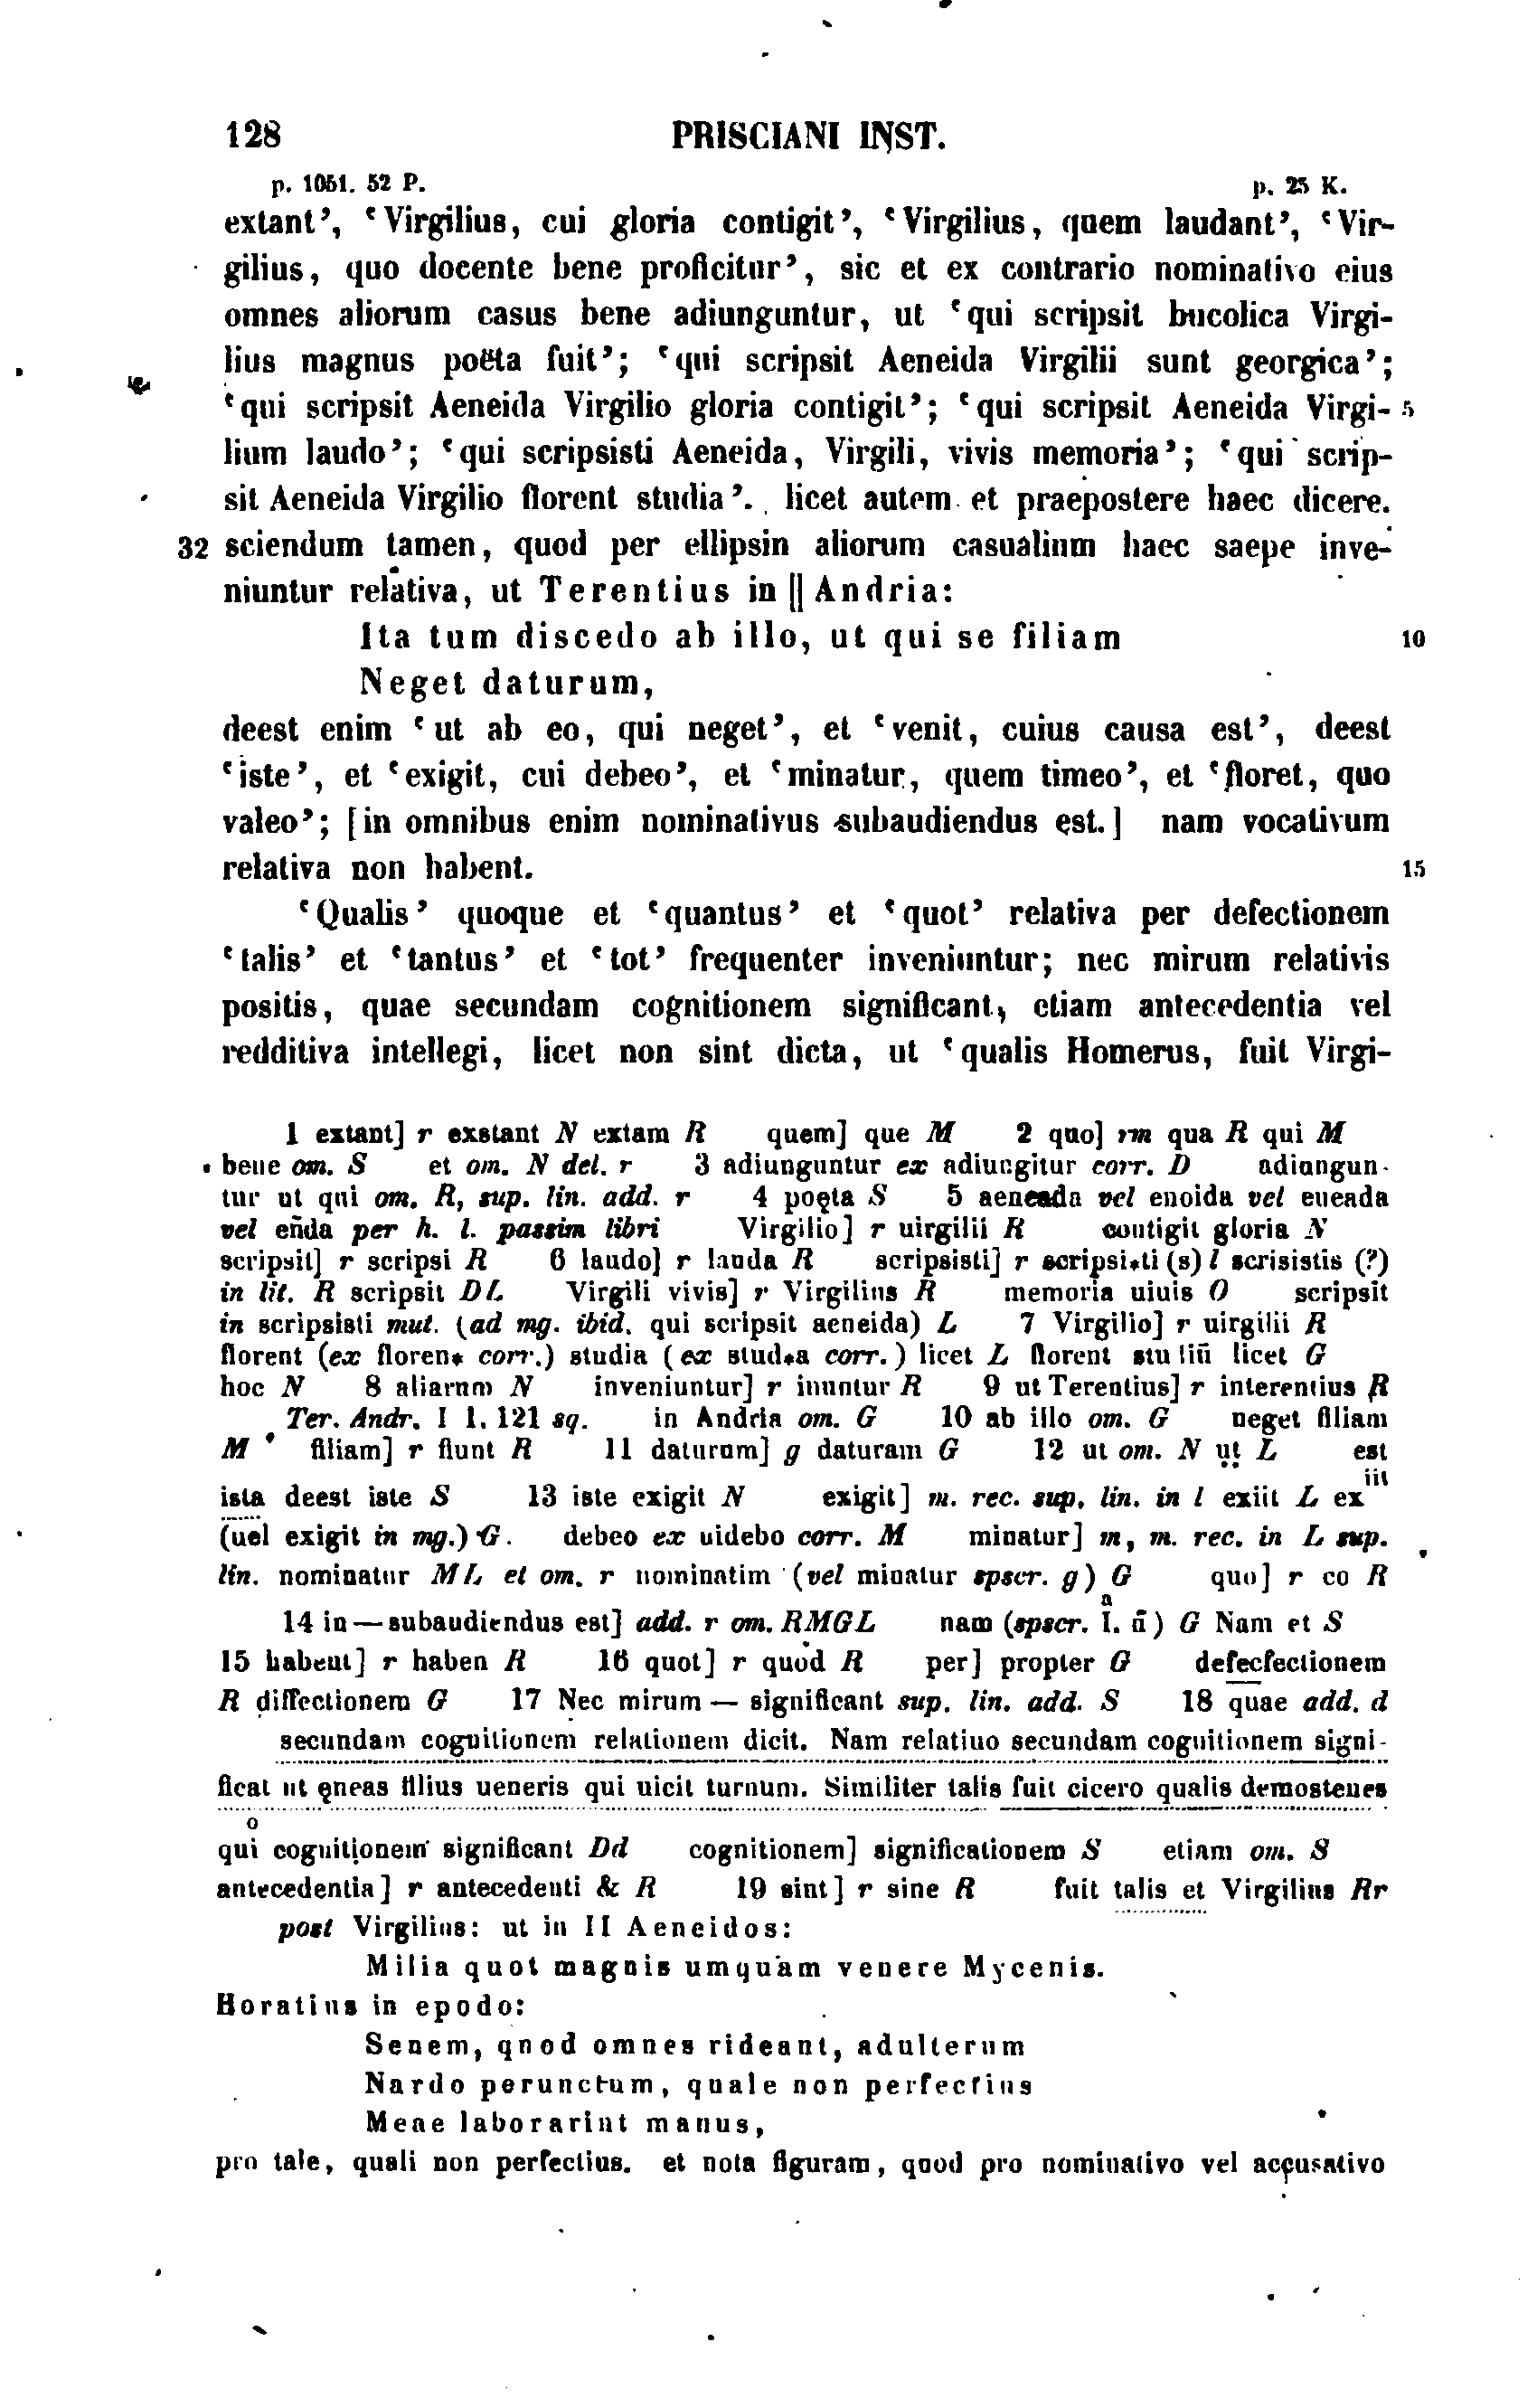 128 PRISCIANI INST.
p. 1051. 52 P. p. 25 K.
extant’, ‘Virgilius, cui gloria contigit’, ‘Virgilius, quem laudant’, ‘Vir-
gilius, quo docente bene proficitur’, sic et ex contrario nominativo eius
omnes aliorum casus bene adiunguntur, ut ‘qui scripsit bucolica Virgi-
lius magnus poëta fuit’; ‘qui scripsit Aeneida Virgilii sunt georgica’;
‘qui scripsit Aeneida Virgilio gloria contigit’; ‘qui scripsit Aeneida Virgi- 5
lium laudo’; ‘qui scripsisti Aeneida, Virgili, vivis memoria’; ‘qui scrip-
sit Aeneida Virgilio florent studia’. licet autem et praepostere haec dicere.
32 sciendum tamen, quod per ellipsin aliorum casualium haec saepe inve-
niuntur relativa, ut Terentius in || Andria:
Ita tum discedo ab illo, ut qui se filiam 10
Neget daturum,
deest enim ‘ut ab eo, qui neget’, et ‘venit, cuius causa est’, deest
‘iste’, et ‘exigit, cui debeo’, et ‘minatur, quem timeo’, et ‘floret, quo
valeo’; [in omnibus enim nominativus subaudiendus est.] nam vocativum
relativa non habent. 15
‘Qualis’ quoque et ‘quantus’ et ‘quot’ relativa per defectionem
‘talis’ et ‘tantus’ et ‘tot’ frequenter inveniuntur; nec mirum relativis
positis, quae secundam cognitionem significant, etiam antecedentia vel
redditiva intellegi, licet non sint dicta, ut ‘qualis Homerus, fuit Virgi-
1 extant] r exstant N extam R quem] que M 2 quo] rm qua R qui M
bene om. S et om. N del. r 3 adiunguntur ex adiungitur corr. D adiungun-
tur ut qui om. R, sup. lin. add. r 4 poęta S 5 aeneada vel enoida vel eneada
vel eñda per h. l. passim libri Virgilio] r uirgilii R contigit gloria N
scripsit] r scripsi R 6 laudo] r lauda R scripsisti] r scripsi*ti (s) l scrisistis (?)
in lit. R scripsit DL Virgili vivis] r Virgilius R memoria uiuis O scripsit
in scripsisti mut. (ad mg. ibid. qui scripsit aeneida) L 7 Virgilio] r uirgilii R
florent (ex floren* corr.) studia (ex stud*a corr.) licet L florent licet G
hoc N 8 aliarum N inveniuntur] r inuntur R 9 ut Terentius] r interentius R
Ter. Andr. I 1. 121 sq. in Andria om. G 10 ab illo om. G neget filiam
M filiam] r fiunt R 11 daturum] g daturam G 12 ut om. N ụṭ L est
ista deest iste S 13 iste exigit N exigit] m. rec. sup. lin. in l exiit L ex iit
(uel exigit in mg.) G. debeo ex uidebo corr. M minatur] m, m. rec. in L sup.
lin. nominatur ML et om. r nominatim (vel minatur spscr. g) G quo] r co R
14 in — subaudiendus est] add. r om. RMGL nam (spscr. I. a ñ) G Nam et S
15 habent] r haben R 16 quot] r quod R per] propter G defecfectionem
R diffectionem G 17 Nec mirum — significant sup. lin. add. S 18 quae add. d
secundam cognitionem relationem dicit. Nam relatiuo secundam cognitionem signi-
ficat ut ęneas filius ueneris qui uicit turnum. Similiter talis fuit cicero qualis demostenes
o
qui cognitionem significant Dd cognitionem] significationem S etiam om. S
antecedentia] r antecedenti & R 19 sint] r sine R fuit talis et Virgilius Rr
post Virgilius: ut in II Aeneidos:
Milia quot magnis umquam venere Mycenis.
Horatius in epodo:
Senem, quod omnes rideant, adulterum
Nardo perunctum, quale non perfectius
Meae laborarint manus,
pro tale, quali non perfectius. et nota figuram, quod pro nominativo vel accusativo